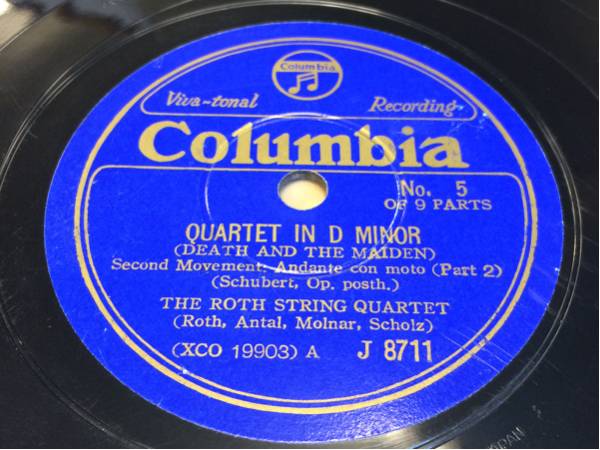 Columbia
Viva-tonal Recording
Columbia
No. 5
OF 9 PARTS
QUARTET IN D MINOR
(DEATH AND THE MAIDEN)
Second Movement: Andante con moto (Part 2)
(Schubert, Op. posth.)
THE ROTH STRING QUARTET
(Roth, Antal, Molnar, Scholz)
(XCO 19903) A J 8711